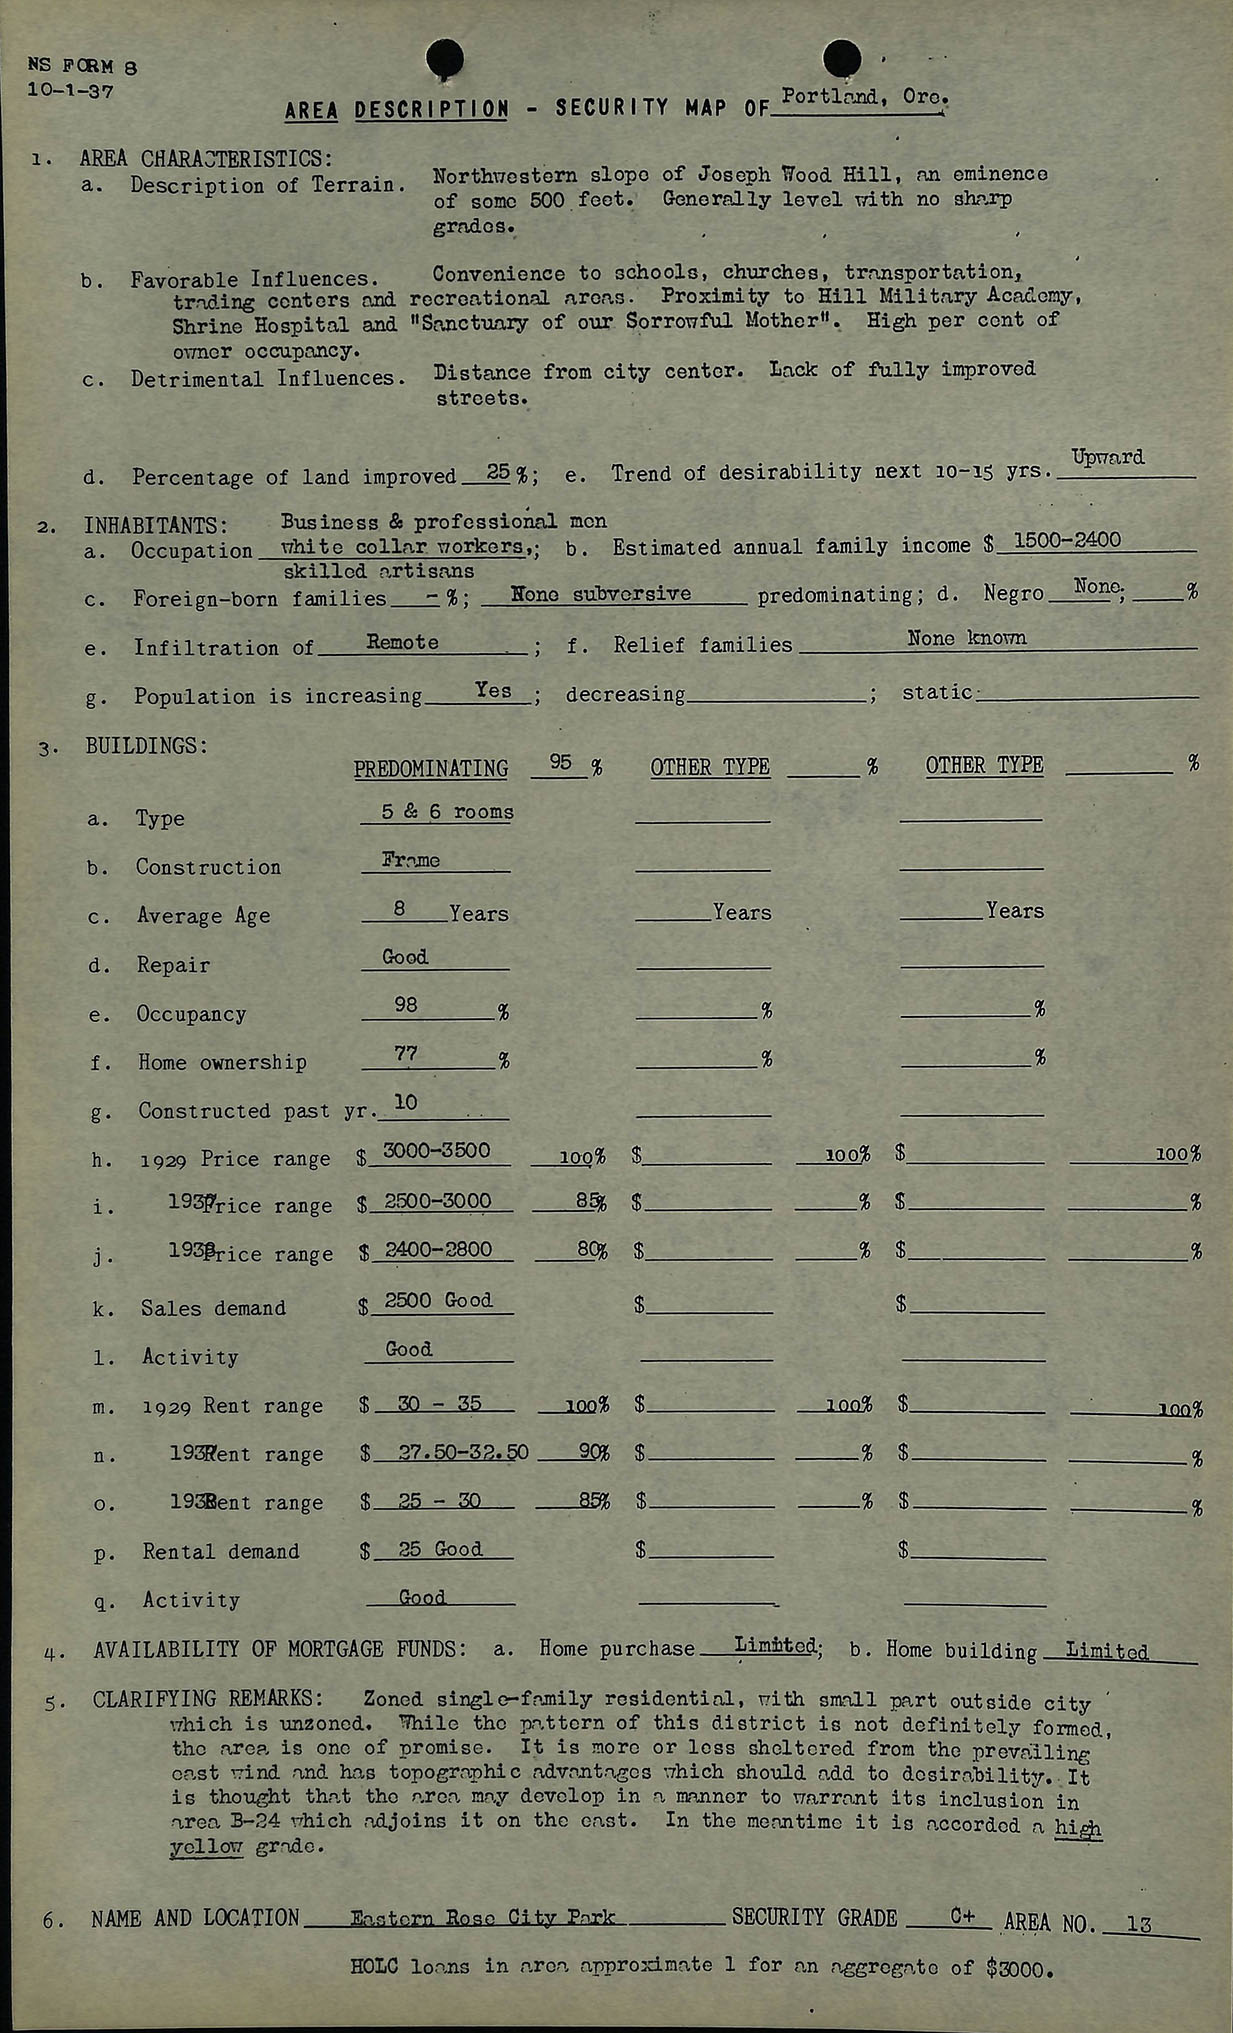 NS FORM 8
10-1-37
AREA DESCRIPTION - SECURITY MAP OF Portland, Ore.
1. AREA CHARACTERISTICS:
a. Description of Terrain. Northwestern slope of Joseph Wood Hill, an eminence
of some 500 feet. Generally level with no sharp
grades.
b. Favorable Influences. Convenience to schools, churches, transportation,
trading centers and recreational areas. Proximity to Hill Military Academy,
Shrine Hospital and "Sanctuary of our Sorrowful Mother". High per cent of
owner occupancy.
c. Detrimental Influences. Distance from city center. Lack of fully improved
streets.
d. Percentage of land improved 25 %; e. Trend of desirability next 10-15 yrs. Upward
2. INHABITANTS: Business & professional men
a. Occupation white collar workers,; b. Estimated annual family income $ 1500-2400
skilled artisans
c. Foreign-born families - %; None subversive predominating; d. Negro None; %
e. Infiltration of Remote ; f. Relief families None known
g. Population is increasing Yes ; decreasing ; static
3. BUILDINGS:
PREDOMINATING 95 % OTHER TYPE % OTHER TYPE %
a. Type 5 & 6 rooms
b. Construction Frame
c. Average Age 8 Years Years Years
d. Repair Good
e. Occupancy 98 % % %
f. Home ownership 77 % % %
g. Constructed past yr. 10
h. 1929 Price range $ 3000-3500 100% $ 100% $ 100%
i. 1937 Price range $ 2500-3000 85% $ % $ %
j. 1938 Price range $ 2400-2800 80% $ % $ %
k. Sales demand $ 2500 Good $ $
l. Activity Good
m. 1929 Rent range $ 30 - 35 100% $ 100% $ 100%
n. 1937 Rent range $ 27.50-32.50 90% $ % $ %
o. 1938 Rent range $ 25 - 30 85% $ % $ %
p. Rental demand $ 25 Good $ $
q. Activity Good
4. AVAILABILITY OF MORTGAGE FUNDS: a. Home purchase Limited; b. Home building Limited
5. CLARIFYING REMARKS: Zoned single-family residential, with small part outside city
which is unzoned. While the pattern of this district is not definitely formed,
the area is one of promise. It is more or less sheltered from the prevailing
east wind and has topographic advantages which should add to desirability. It
is thought that the area may develop in a manner to warrant its inclusion in
area B-24 which adjoins it on the east. In the meantime it is accorded a high
yellow grade.
6. NAME AND LOCATION Eastern Rose City Park SECURITY GRADE C+ AREA NO. 13
HOLC loans in area approximate 1 for an aggregate of $3000.